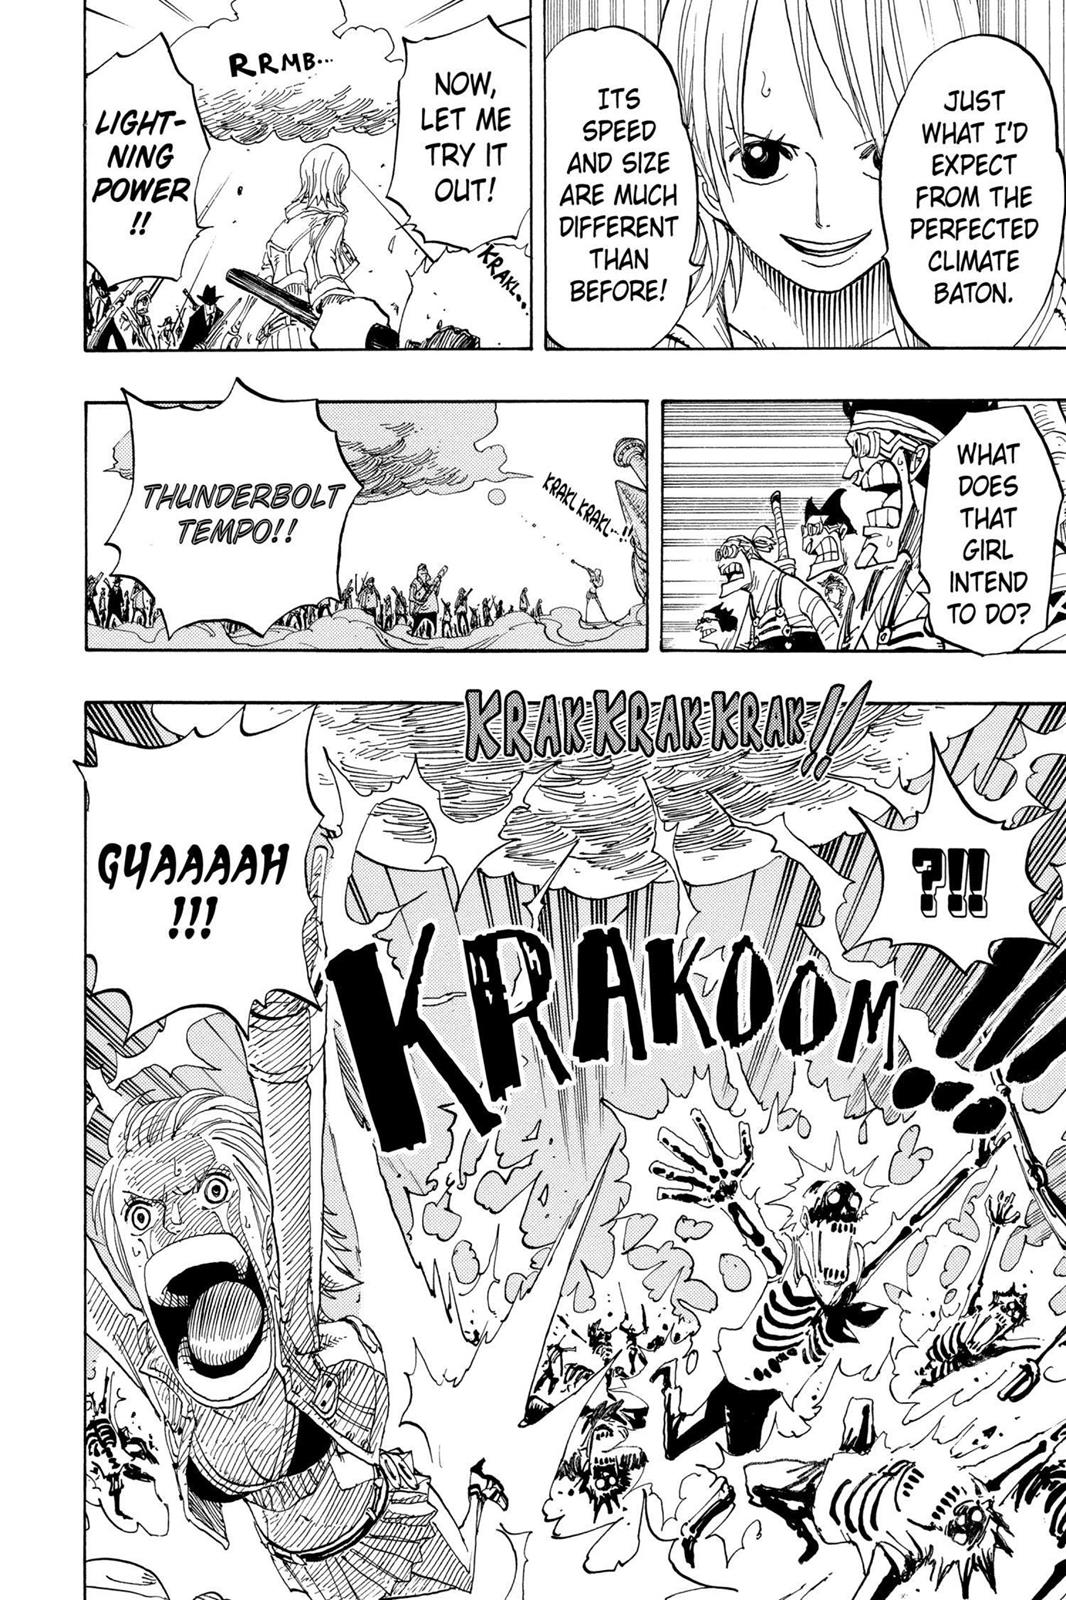 JUST
WHAT I'D
EXPECT
FROM THE
PERFECTED
CLIMATE
BATON.
ITS
SPEED
AND SIZE
ARE MUCH
DIFFERENT
THAN
BEFORE!
RRMB...
NOW,
LET ME
TRY IT
OUT!
KRAKL...
LIGHT-
NING
POWER
!!
WHAT
DOES
THAT
GIRL
INTEND
TO DO?
KRAKL KRAKL...!!
THUNDERBOLT
TEMPO!!
KRAK KRAK KRAK!!
?!!
GYAAAAH
!!!
KRAKOOM...